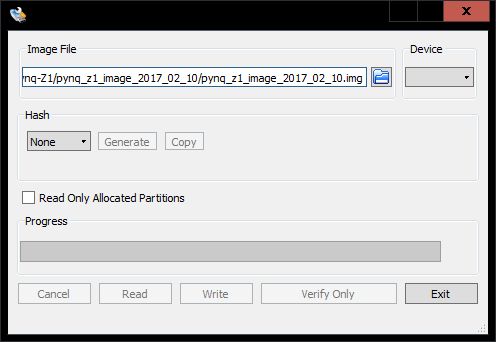 X
Image File
Device
ynq-Z1/pynq_z1_image_2017_02_10/pynq_z1_image_2017_02_10.img
Hash
None
Generate
Copy
Read Only Allocated Partitions
Progress
Cancel
Read
Write
Verify Only
Exit